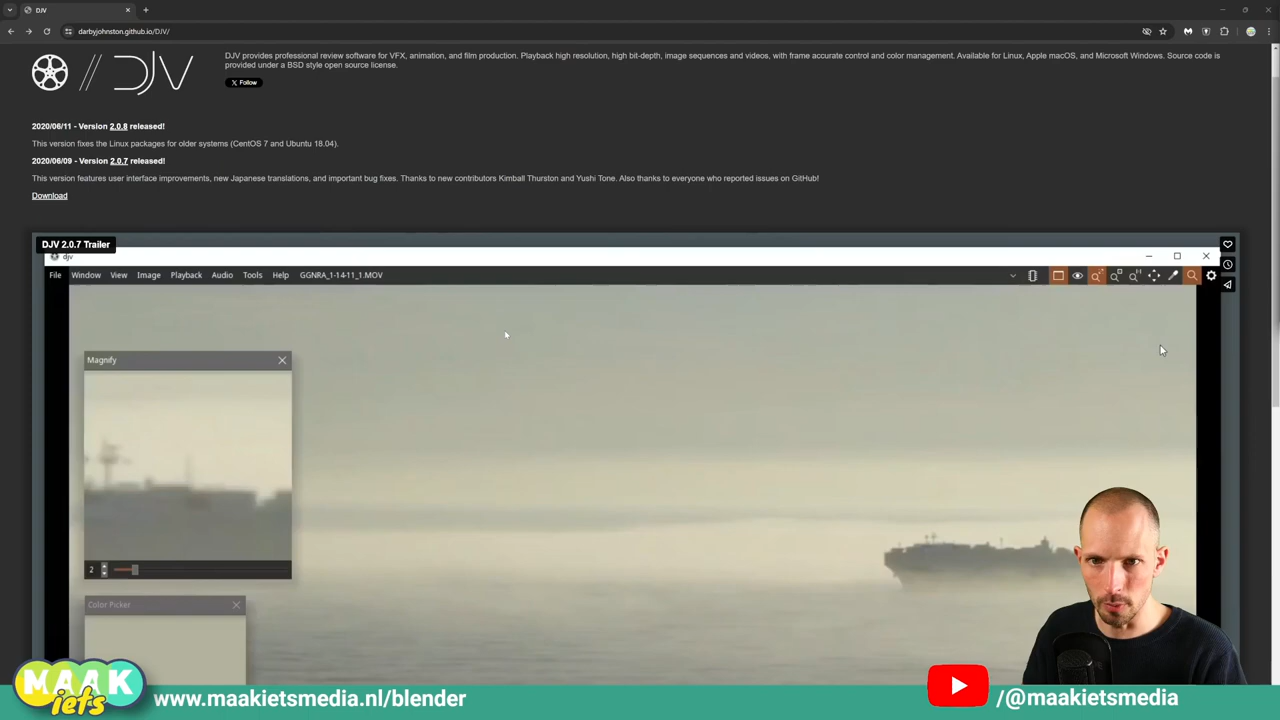 DJV
darbyjohnston.github.io/DJV/
DJV
DJV provides professional review software for VFX, animation, and film production. Playback high resolution, high bit-depth, image sequences and videos, with frame accurate control and color management. Available for Linux, Apple macOS, and Microsoft Windows. Source code is
provided under a BSD style open source license.
X Follow
2020/06/11 - Version 2.0.8 released!
This version fixes the Linux packages for older systems (CentOS 7 and Ubuntu 18.04).
2020/06/09 - Version 2.0.7 released!
This version features user interface improvements, new Japanese translations, and important bug fixes. Thanks to new contributors Kimball Thurston and Yushi Tone. Also thanks to everyone who reported issues on GitHub!
Download
DJV 2.0.7 Trailer
djv
File Window View Image Playback Audio Tools Help GGNRA_1-14-11_1.MOV
Magnify
2
Color Picker
MAAK
iets
www.maakietsmedia.nl/blender
/@maakietsmedia